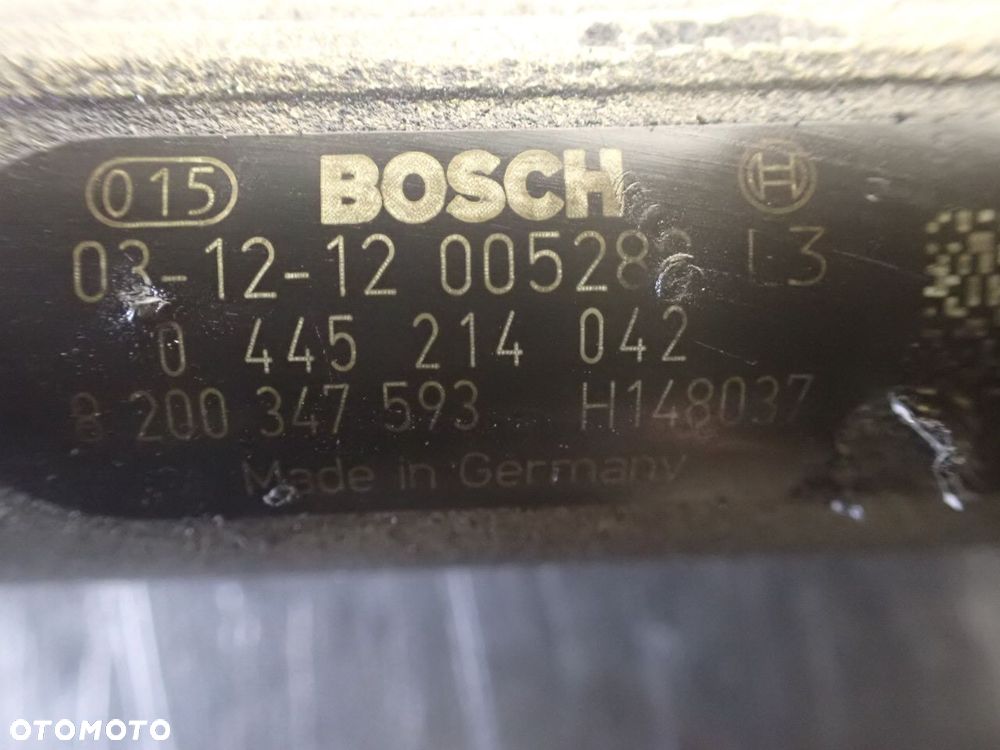 015 BOSCH H
03-12-12 L3
0 445 214 042
8 200 347 593 H148037
Made in Germany
OTOMOTO